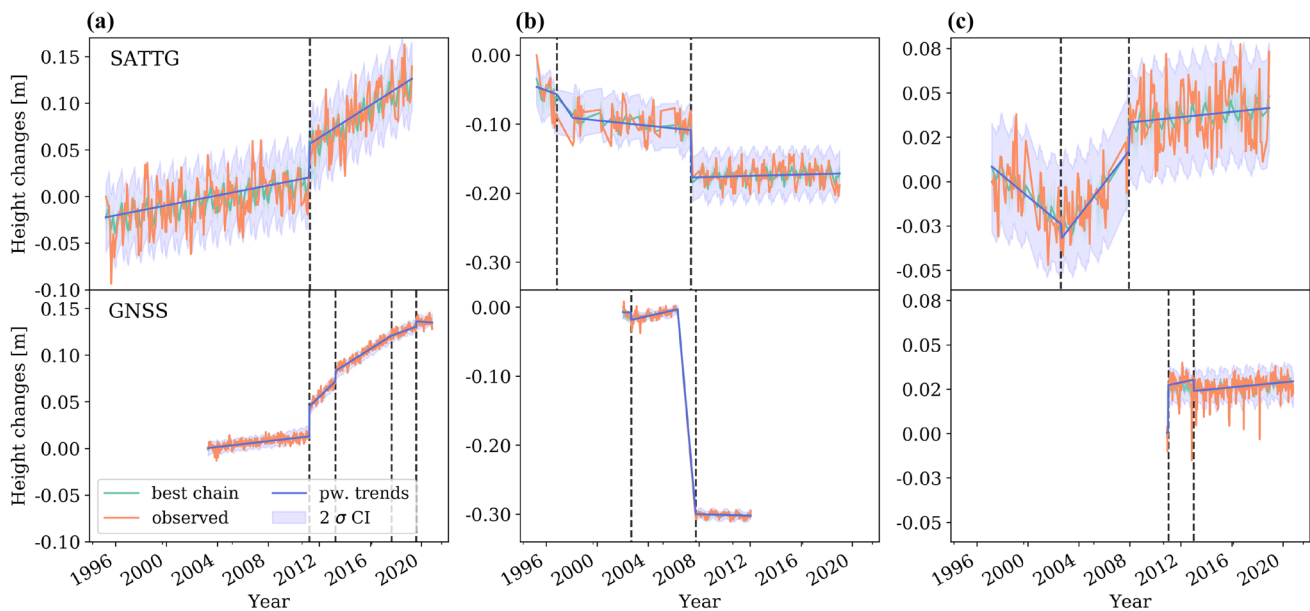 (a)
(b)
(c)
SATTG
Height changes [m]
0.15
0.10
0.05
0.00
-0.05
-0.10
-0.00
-0.10
-0.20
-0.30
0.08
0.05
0.02
0.00
-0.03
-0.05
GNSS
Height changes [m]
0.15
0.10
0.05
0.00
-0.05
-0.10
best chain
pw. trends
observed
2 σ CI
-0.00
-0.10
-0.20
-0.30
0.08
0.05
0.02
0.00
-0.03
-0.06
1996 2000 2004 2008 2012 2016 2020
1996 2000 2004 2008 2012 2016 2020
1996 2000 2004 2008 2012 2016 2020
Year
Year
Year